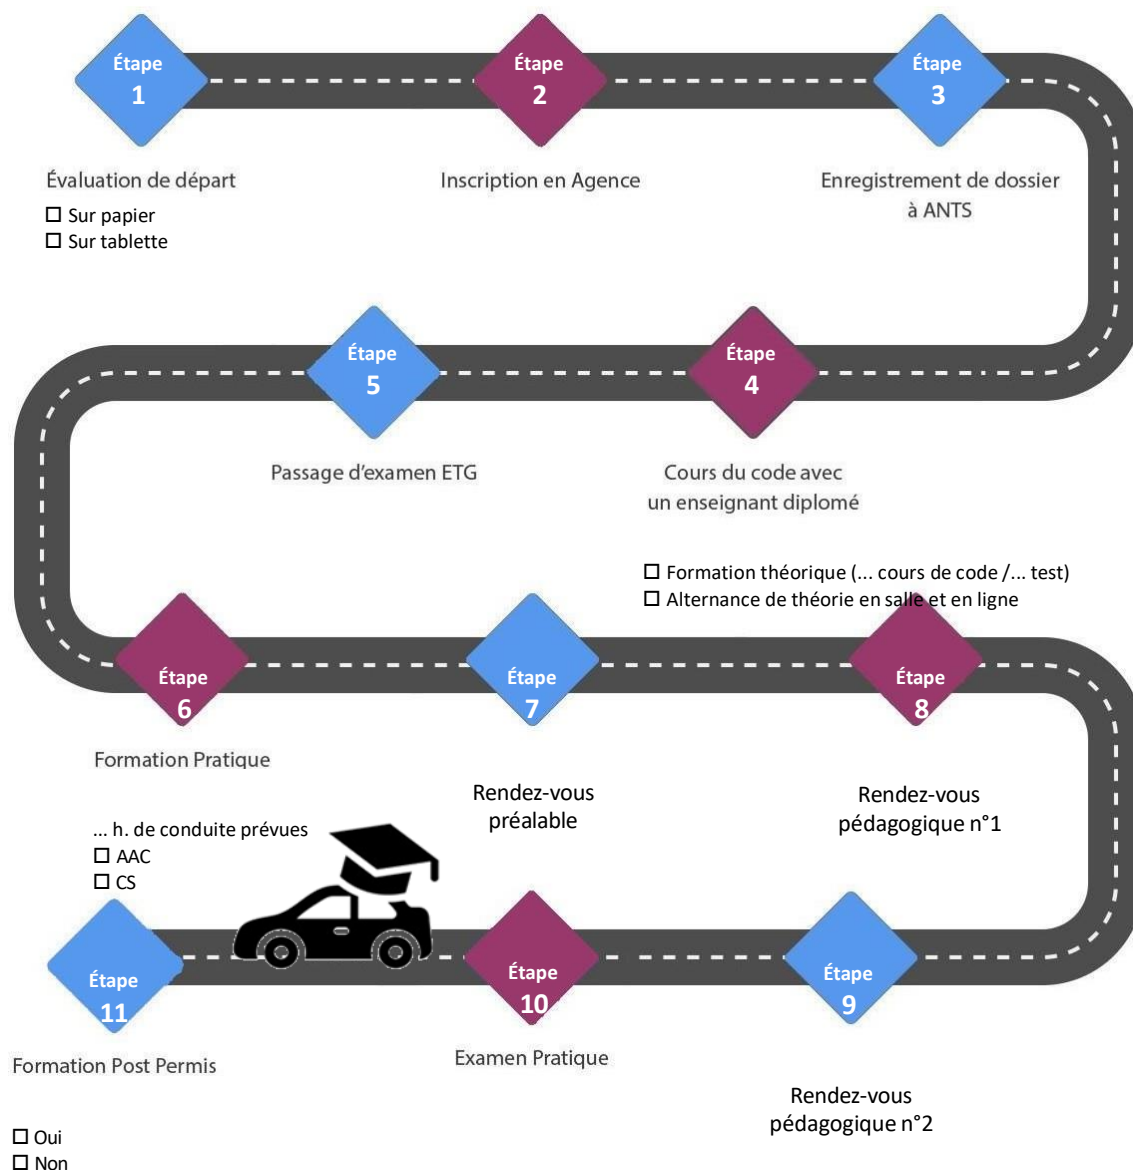 Étape
1
Étape
2
Étape
3
Évaluation de départ
☐ Sur papier
☐ Sur tablette
Inscription en Agence
Enregistrement de dossier
à ANTS
Étape
5
Étape
4
Passage d'examen ETG
Cours du code avec
un enseignant diplomé
☐ Formation théorique (... cours de code /... test)
☐ Alternance de théorie en salle et en ligne
Étape
6
Étape
7
Étape
8
Formation Pratique
... h. de conduite prévues
☐ AAC
☐ CS
Rendez-vous
préalable
Rendez-vous
pédagogique n°1
Étape
11
Étape
10
Étape
9
Formation Post Permis
☐ Oui
☐ Non
Examen Pratique
Rendez-vous
pédagogique n°2